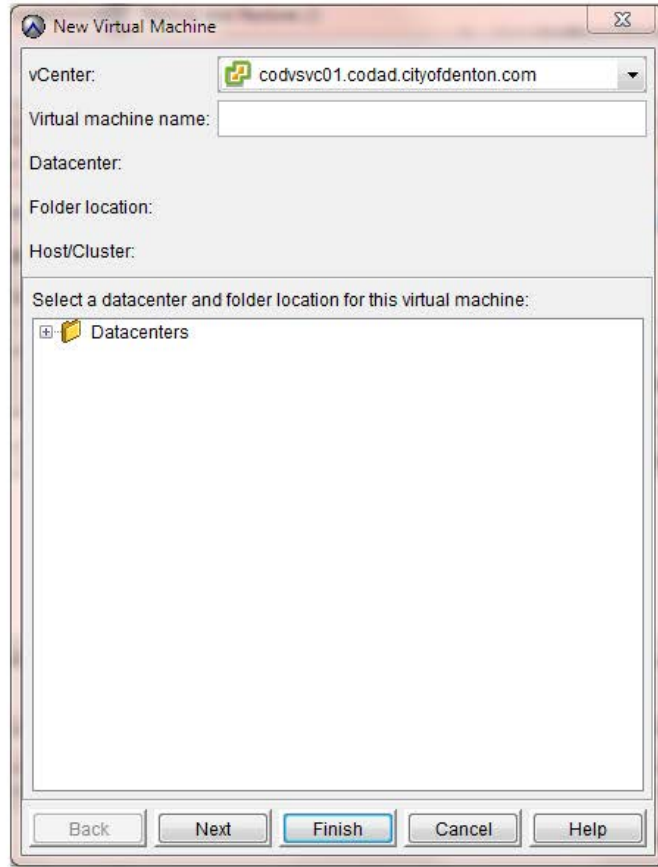 New Virtual Machine
vCenter: codvsvc01.codad.cityofdenton.com
Virtual machine name:
Datacenter:
Folder location:
Host/Cluster:
Select a datacenter and folder location for this virtual machine:
Datacenters
Back Next Finish Cancel Help